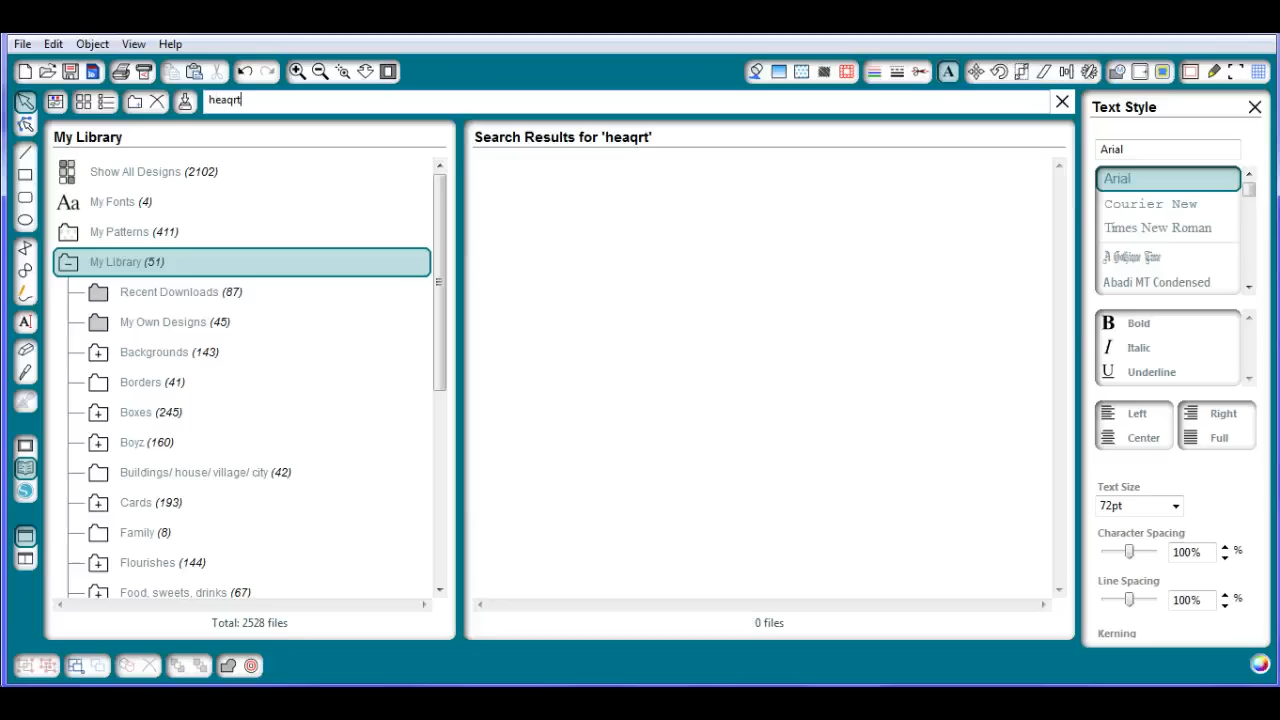 File Edit Object View Help
heaqrt
My Library
Show All Designs (2102)
Aa My Fonts (4)
My Patterns (411)
My Library (51)
Recent Downloads (87)
My Own Designs (45)
Backgrounds (143)
Borders (41)
Boxes (245)
Boyz (160)
Buildings/ house/ village/ city (42)
Cards (193)
Family (8)
Flourishes (144)
Food, sweets, drinks (67)
Total: 2528 files
Search Results for 'heaqrt'
0 files
Text Style
Arial
Arial
Courier New
Times New Roman
A Gothique Time
Abadi MT Condensed
B Bold
I Italic
U Underline
Left Right
Center Full
Text Size
72pt
Character Spacing
100% %
Line Spacing
100% %
Kerning